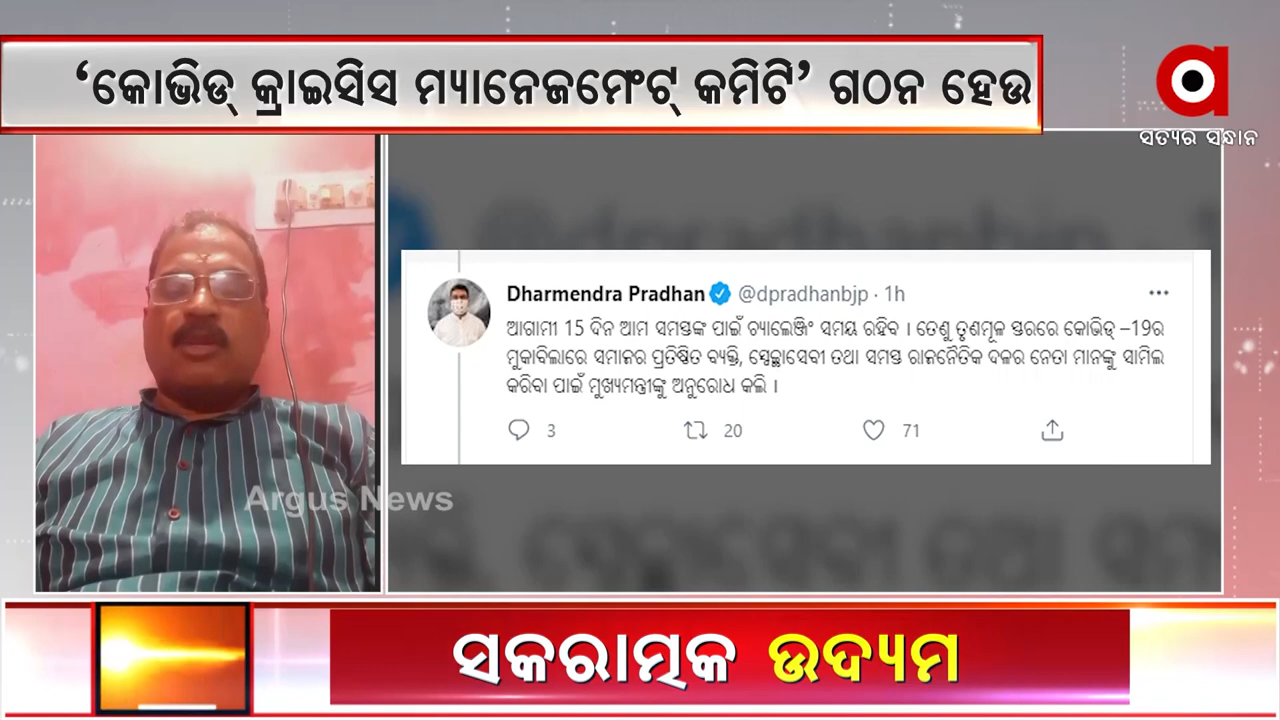 ‘କୋଭିଡ୍ କ୍ରାଇସିସ ମ୍ୟାନେଜମେଂଟ୍ କମିଟି’ ଗଠନ ହେଉ
ସତ୍ୟର ସନ୍ଧାନ
Dharmendra Pradhan @dpradhanbjp · 1h
ଆଗାମୀ 15 ଦିନ ଆମ ସମସ୍ତଙ୍କ ପାଇଁ ଚ୍ୟାଲେଞ୍ଜିଂ ସମୟ ରହିବ । ତେଣୁ ତୃଣମୂଳ ସ୍ତରରେ କୋଭିଡ୍ –19ର
ମୁକାବିଲାରେ ସମାଜର ପ୍ରତିଷ୍ଠିତ ବ୍ୟକ୍ତି, ସ୍ୱେଚ୍ଛାସେବୀ ତଥା ସମସ୍ତ ରାଜନୈତିକ ଦଳର ନେତା ମାନଙ୍କୁ ସାମିଲ
କରିବା ପାଇଁ ମୁଖ୍ୟମନ୍ତ୍ରୀଙ୍କୁ ଅନୁରୋଧ କଲି ।
3 20 71
Argus News
ସକରାତ୍ମକ ଉଦ୍ୟମ